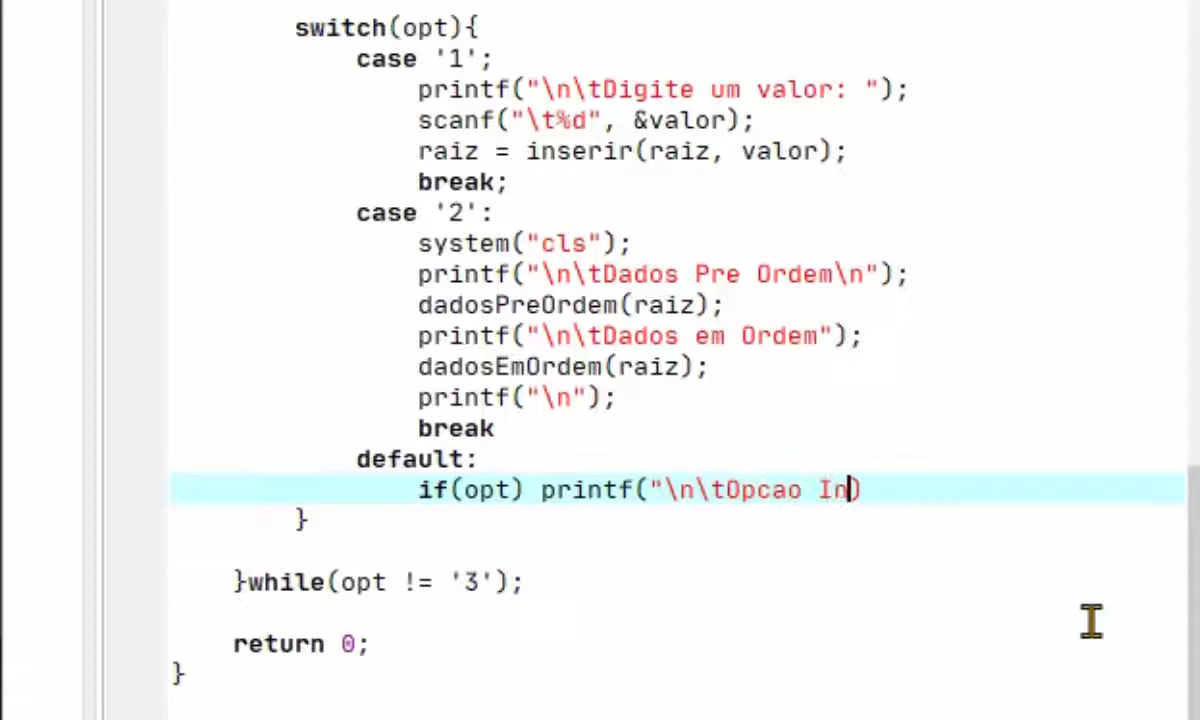 switch(opt){
case '1';
printf("\n\tDigite um valor: ");
scanf("\t%d", &valor);
raiz = inserir(raiz, valor);
break;
case '2':
system("cls");
printf("\n\tDados Pre Ordem\n");
dadosPreOrdem(raiz);
printf("\n\tDados em Ordem");
dadosEmOrdem(raiz);
printf("\n");
break
default:
if(opt) printf("\n\tOpcao In)
}
}while(opt != '3');
return 0;
}